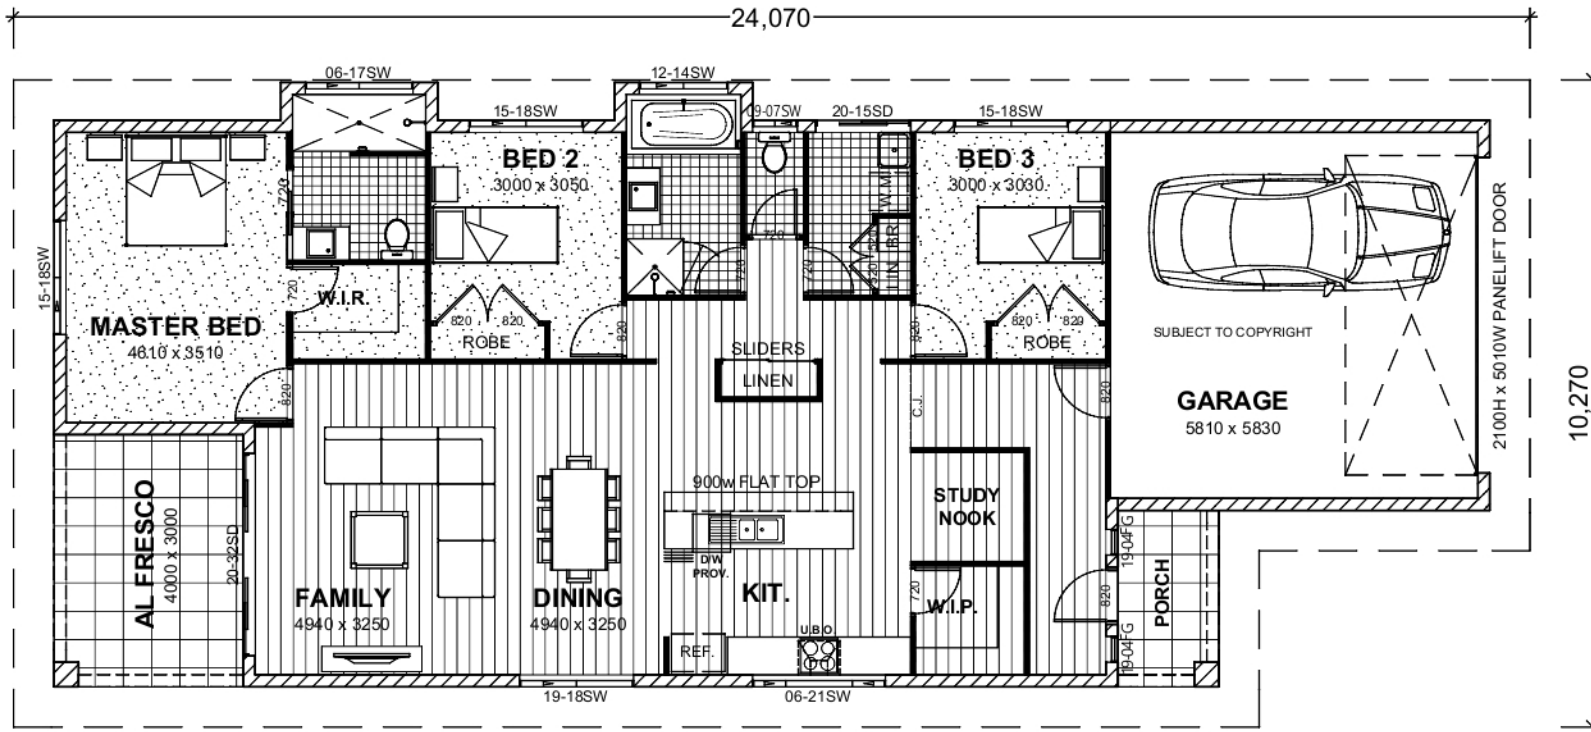 24,070
06-17SW
12-14SW
15-18SW
09-07SW
20-15SD
15-18SW
BED 2
3000 x 3050
BED 3
3000 x 3030
720
W.M.
720
LIN
BR
520
520
15-18SW
W.I.R.
720
720
720
MASTER BED
4610 x 3510
820
820
ROBE
820
820
820
820
ROBE
SLIDERS
LINEN
820
C.J.
820
SUBJECT TO COPYRIGHT
GARAGE
5810 x 5830
2100H x 5010W PANELIFT DOOR
10,270
AL FRESCO
4000 x 3000
20-32SD
900w FLAT TOP
STUDY
NOOK
D/W
PROV.
FAMILY
4940 x 3250
DINING
4940 x 3250
KIT.
720
W.I.P.
820
19-04FG
PORCH
19-04FG
U.B.O.
REF.
19-18SW
06-21SW